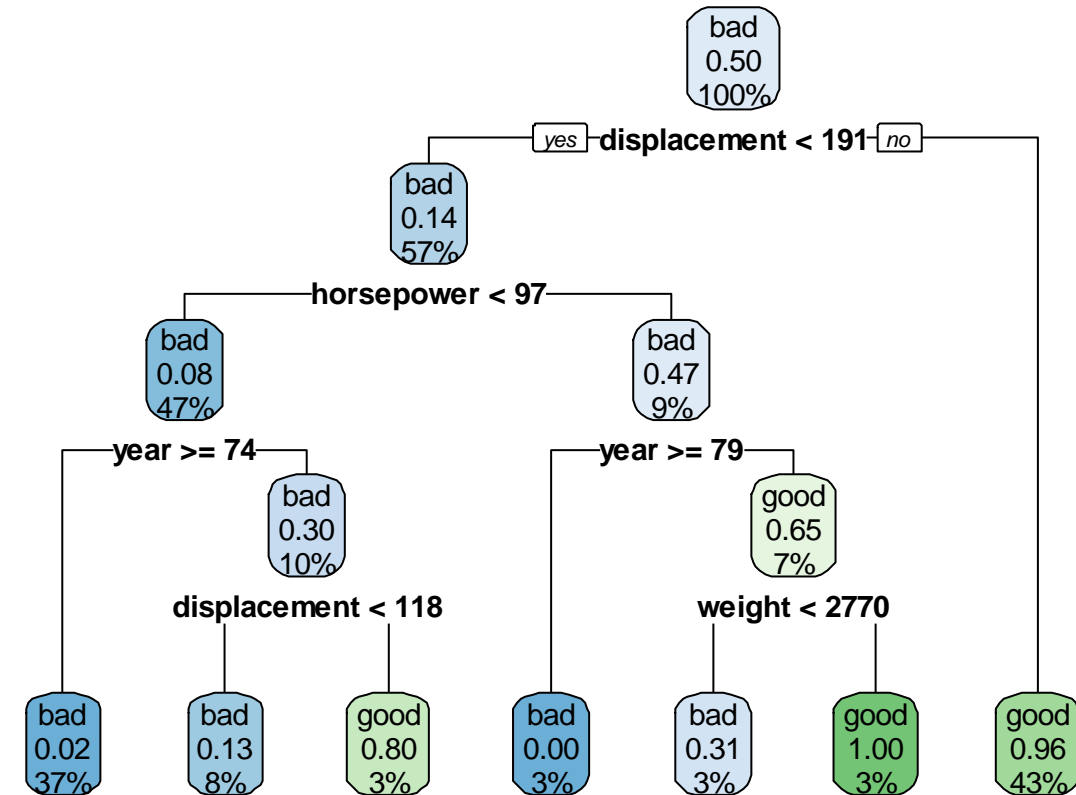 bad
0.50
100%
yes displacement < 191 no
bad
0.14
57%
horsepower < 97
bad
0.08
47%
bad
0.47
9%
year >= 74
year >= 79
bad
0.30
10%
good
0.65
7%
displacement < 118
weight < 2770
bad
0.02
37%
bad
0.13
8%
good
0.80
3%
bad
0.00
3%
bad
0.31
3%
good
1.00
3%
good
0.96
43%